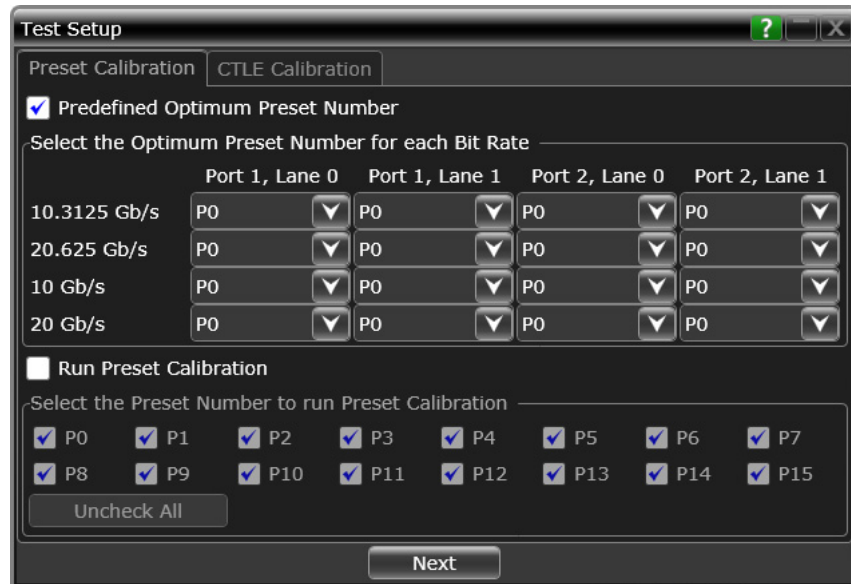 Test Setup ? X
Preset Calibration CTLE Calibration
Predefined Optimum Preset Number
Select the Optimum Preset Number for each Bit Rate
Port 1, Lane 0 Port 1, Lane 1 Port 2, Lane 0 Port 2, Lane 1
10.3125 Gb/s P0 P0 P0 P0
20.625 Gb/s P0 P0 P0 P0
10 Gb/s P0 P0 P0 P0
20 Gb/s P0 P0 P0 P0
Run Preset Calibration
Select the Preset Number to run Preset Calibration
P0 P1 P2 P3 P4 P5 P6 P7
P8 P9 P10 P11 P12 P13 P14 P15
Uncheck All
Next